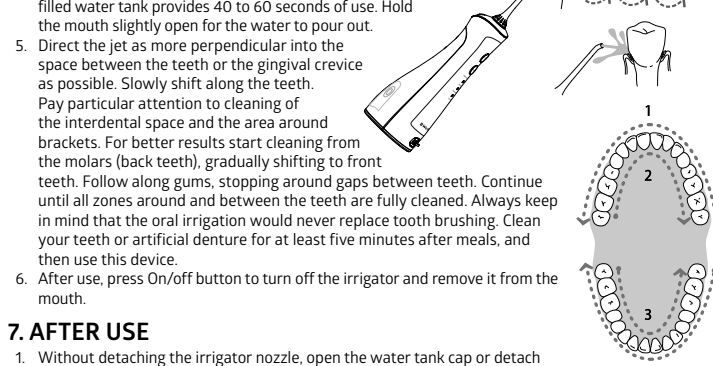 filled water tank provides 40 to 60 seconds of use. Hold
the mouth slightly open for the water to pour out.
5. Direct the jet as more perpendicular into the
space between the teeth or the gingival crevice
as possible. Slowly shift along the teeth.
Pay particular attention to cleaning of
the interdental space and the area around
brackets. For better results start cleaning from
the molars (back teeth), gradually shifting to front
teeth. Follow along gums, stopping around gaps between teeth. Continue
until all zones around and between the teeth are fully cleaned. Always keep
in mind that the oral irrigation would never replace tooth brushing. Clean
your teeth or artificial denture for at least five minutes after meals, and
then use this device.
6. After use, press On/off button to turn off the irrigator and remove it from the
mouth.
7. AFTER USE
1. Without detaching the irrigator nozzle, open the water tank cap or detach
1
2
3